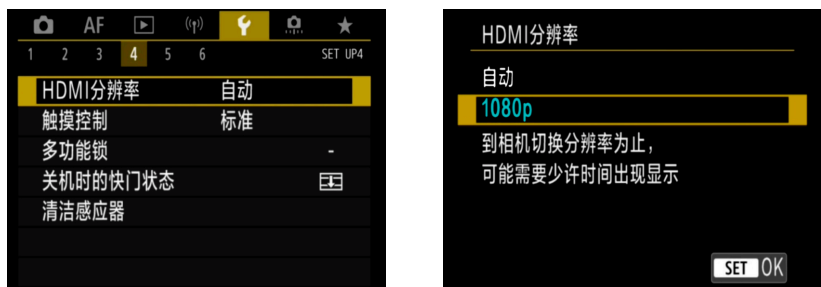 AF
1 2 3 4 5 6 SET UP4
HDMI分辨率 自动
触摸控制 标准
多功能锁 -
关机时的快门状态
清洁感应器
HDMI分辨率
自动
1080p
到相机切换分辨率为止，
可能需要少许时间出现显示
SET OK